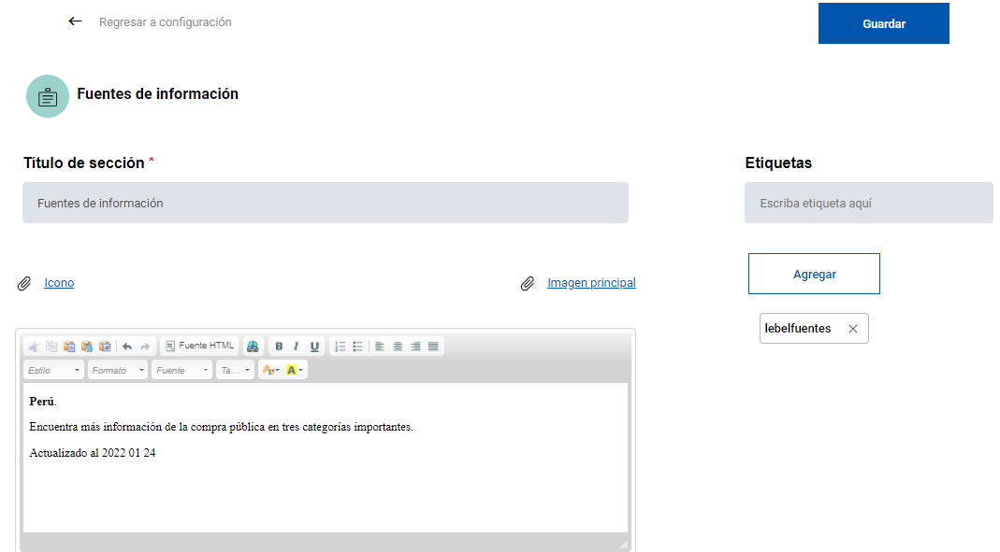 Regresar a configuración
Guardar
Fuentes de información
Título de sección *
Etiquetas
Fuentes de información
Escriba etiqueta aquí
Icono
Imagen principal
Agregar
lebelfuentes
Fuente HTML
B I U
Estilo Formato Fuente Ta... A A
Perú.
Encuentra más información de la compra pública en tres categorías importantes.
Actualizado al 2022 01 24